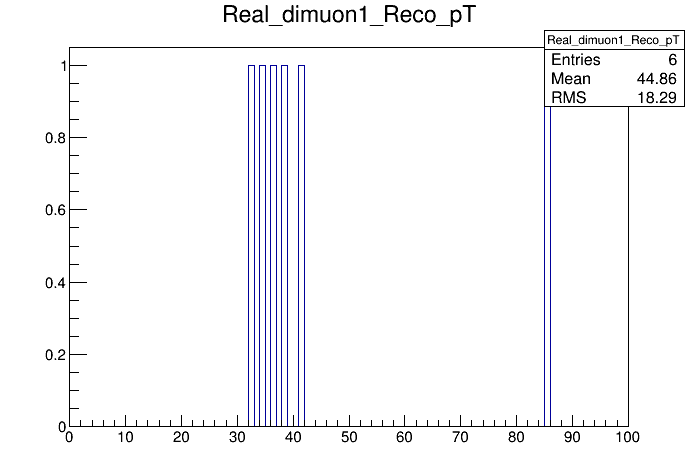 Real_dimuon1_Reco_pT
Real_dimuon1_Reco_pT
Entries 6
Mean 44.86
RMS 18.29
1
0.8
0.6
0.4
0.2
0
0 10 20 30 40 50 60 70 80 90 100